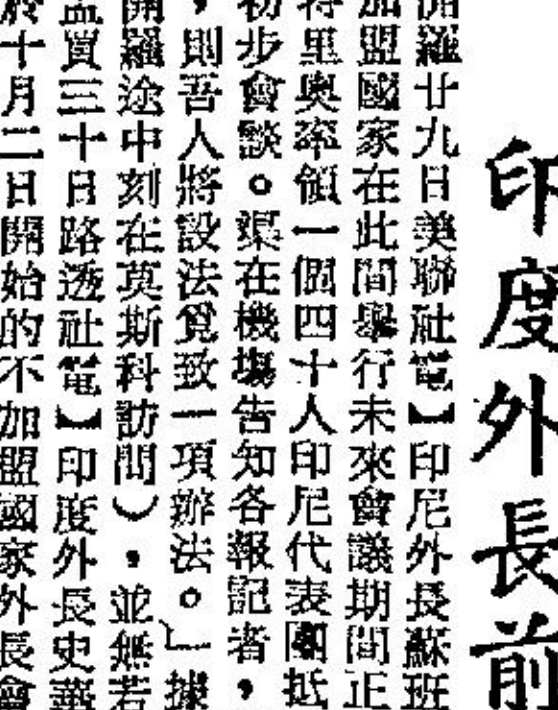 印度外長前
開羅廿九日美聯社電】印尼外長蘇班
加盟國家在此間舉行未來會議期間正
得里奧率領一個四十人印尼代表團抵
初步會談。渠在機場告知各報記者，
，則吾人將設法覓致一項辦法。」據
開羅途中刻在莫斯科訪問），並無若
孟買三十日路透社電】印度外長史華
於十月二日開始的不加盟國家外長會